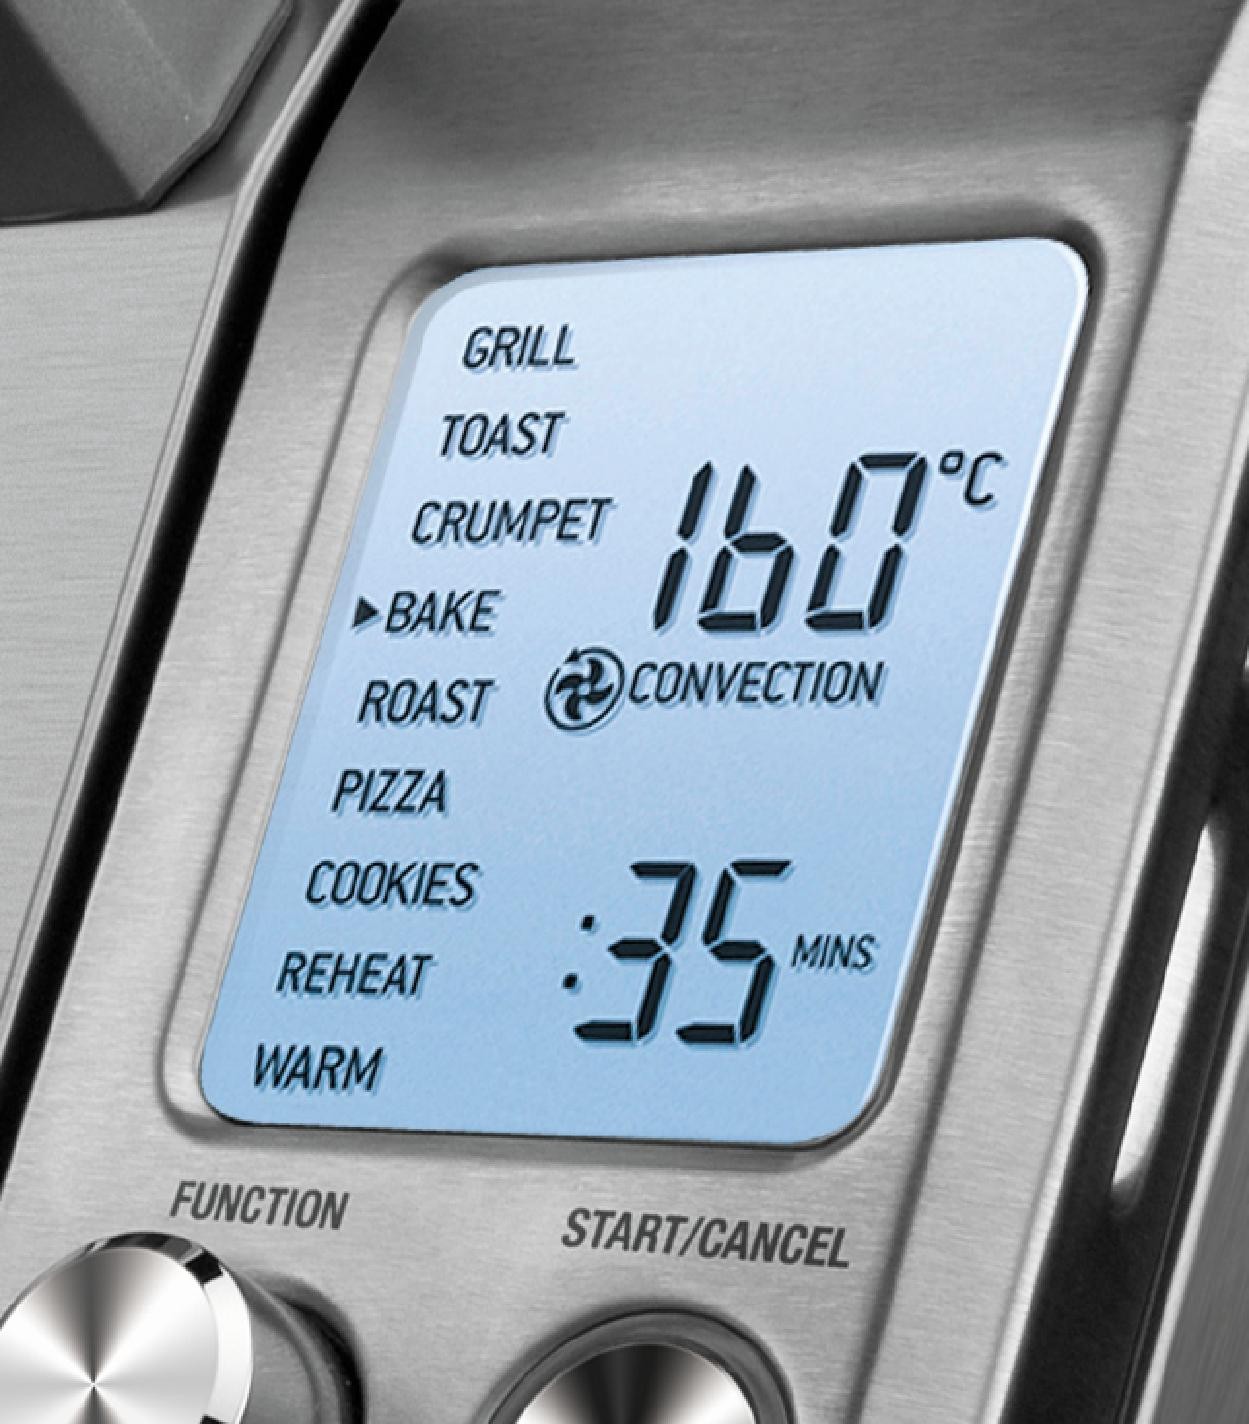 GRILL
TOAST
CRUMPET
160°C
▶BAKE
ROAST
CONVECTION
PIZZA
COOKIES
:35 MINS
REHEAT
WARM
FUNCTION
START/CANCEL